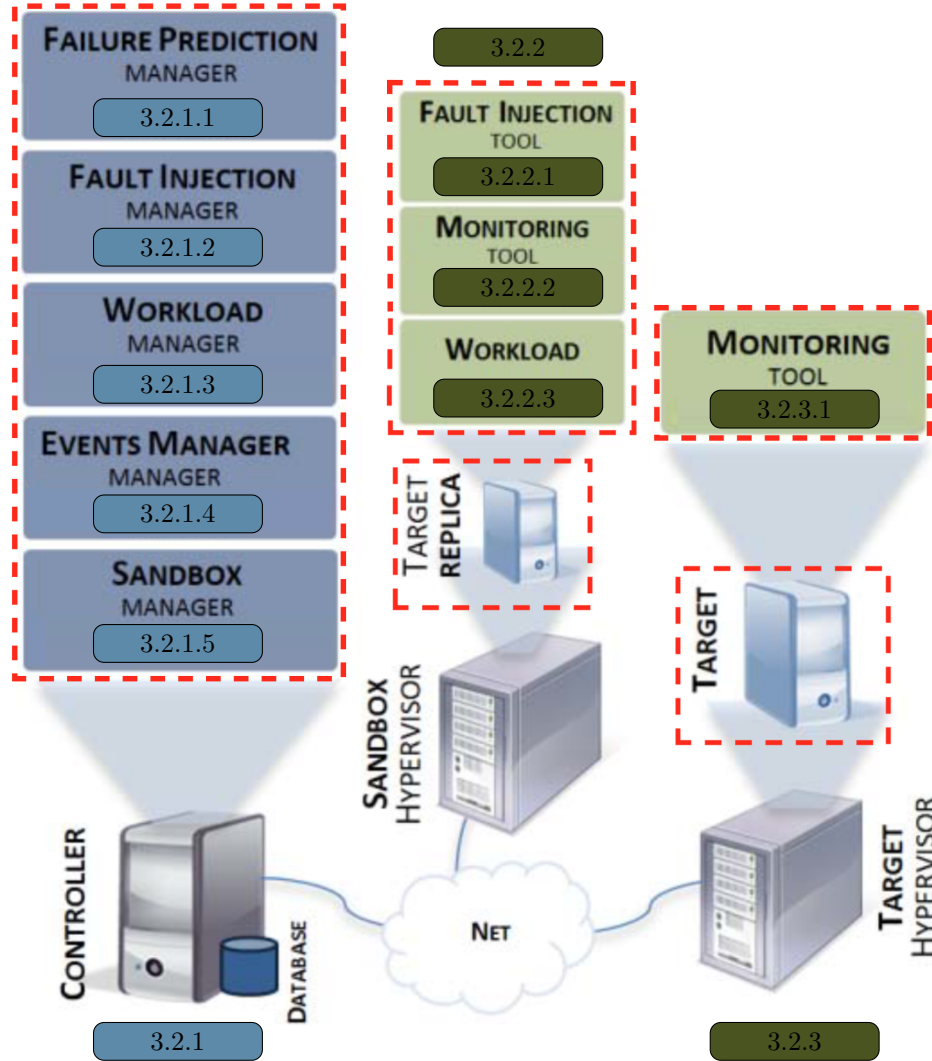 FAILURE PREDICTION
MANAGER
3.2.1.1
FAULT INJECTION
MANAGER
3.2.1.2
WORKLOAD
MANAGER
3.2.1.3
EVENTS MANAGER
MANAGER
3.2.1.4
SANDBOX
MANAGER
3.2.1.5
3.2.2
FAULT INJECTION
TOOL
3.2.2.1
MONITORING
TOOL
3.2.2.2
WORKLOAD
3.2.2.3
MONITORING
TOOL
3.2.3.1
TARGET
REPLICA
TARGET
SANDBOX
HYPERVISOR
CONTROLLER
DATABASE
NET
TARGET
HYPERVISOR
3.2.1
3.2.3